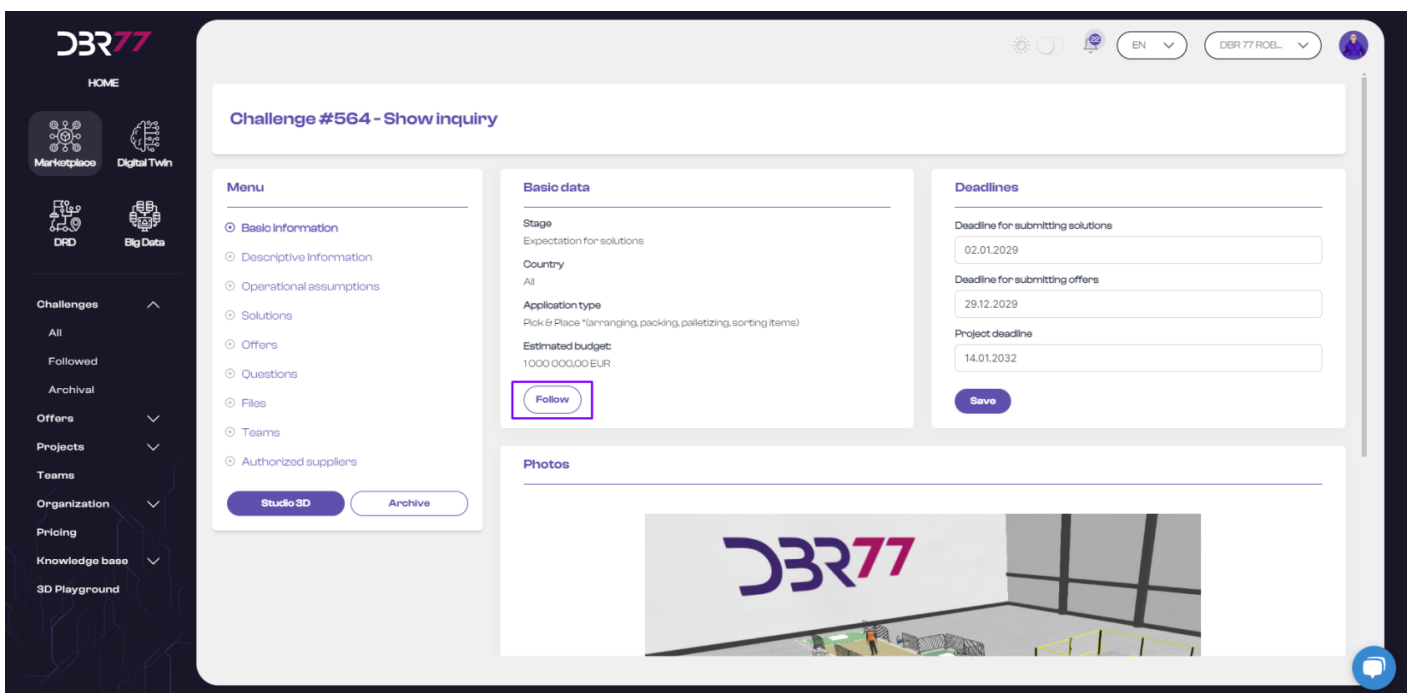 DBR77
HOME
Marketplace
Digital Twin
DRD
Big Data
Challenges
All
Followed
Archival
Offers
Projects
Teams
Organization
Pricing
Knowledge base
3D Playground
22
EN
DBR 77 ROB...
Challenge #564 - Show inquiry
Menu
Basic Information
Descriptive Information
Operational assumptions
Solutions
Offers
Questions
Files
Teams
Authorized suppliers
Studio 3D
Archive
Basic data
Stage
Expectation for solutions
Country
All
Application type
Pick & Place *(arranging, packing, palletizing, sorting items)
Estimated budget:
1 000 000,00 EUR
Follow
Deadlines
Deadline for submitting solutions
02.01.2029
Deadline for submitting offers
29.12.2029
Project deadline
14.01.2032
Save
Photos
DBR77